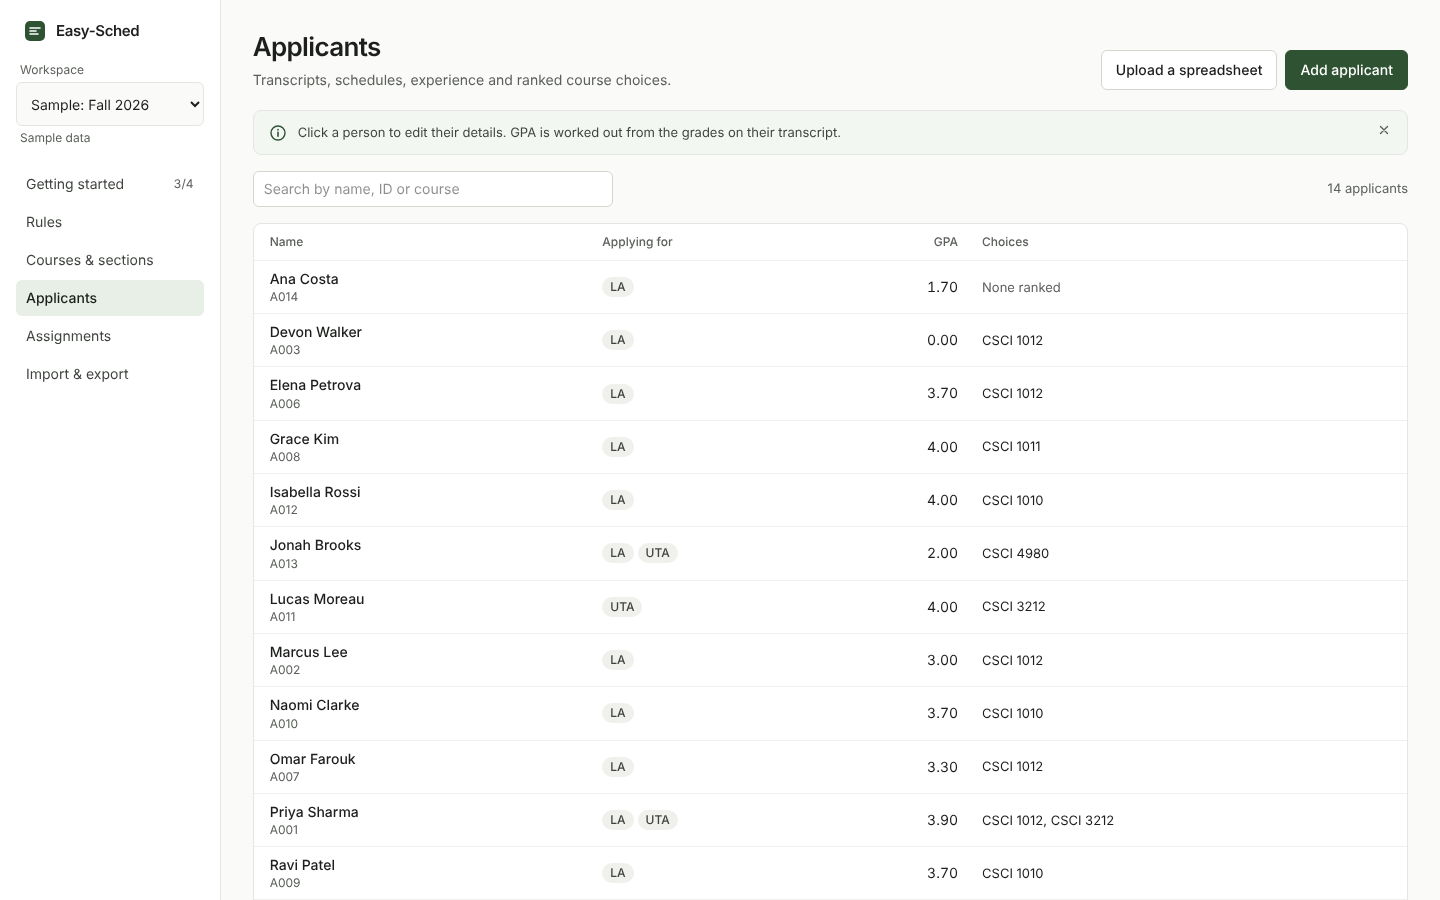 Easy-Sched
Workspace
Sample: Fall 2026
Sample data
Getting started 3/4
Rules
Courses & sections
Applicants
Assignments
Import & export
Applicants
Transcripts, schedules, experience and ranked course choices.
Upload a spreadsheet
Add applicant
Click a person to edit their details. GPA is worked out from the grades on their transcript.
Search by name, ID or course
14 applicants
Name Applying for GPA Choices
Ana Costa
A014
LA 1.70 None ranked
Devon Walker
A003
LA 0.00 CSCI 1012
Elena Petrova
A006
LA 3.70 CSCI 1012
Grace Kim
A008
LA 4.00 CSCI 1011
Isabella Rossi
A012
LA 4.00 CSCI 1010
Jonah Brooks
A013
LA UTA 2.00 CSCI 4980
Lucas Moreau
A011
UTA 4.00 CSCI 3212
Marcus Lee
A002
LA 3.00 CSCI 1012
Naomi Clarke
A010
LA 3.70 CSCI 1010
Omar Farouk
A007
LA 3.30 CSCI 1012
Priya Sharma
A001
LA UTA 3.90 CSCI 1012, CSCI 3212
Ravi Patel
A009
LA 3.70 CSCI 1010